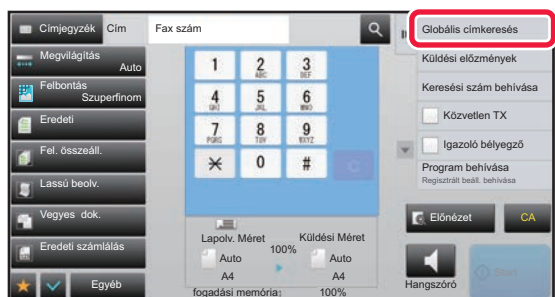 Címjegyzék
Cím
Fax szám
Globális címkeresés
Megvilágítás
Auto
Felbontás
Szuperfinom
Eredeti
Fel. összeáll.
Lassú beolv.
Vegyes dok.
Eredeti számlálás
Egyéb
1
2 ABC
3 DEF
4 GHI
5 JKL
6 MNO
7 PQRS
8 TUV
9 WXYZ
0
#
C
Lapolv. Méret
100%
Küldési Méret
Auto
A4
Auto
A4
fogadási memória:
100%
Küldési előzmények
Keresési szám behívása
Közvetlen TX
Igazoló bélyegző
Program behívása
Regisztrált beáll. behívása
Előnézet
CA
Hangszóró
Start